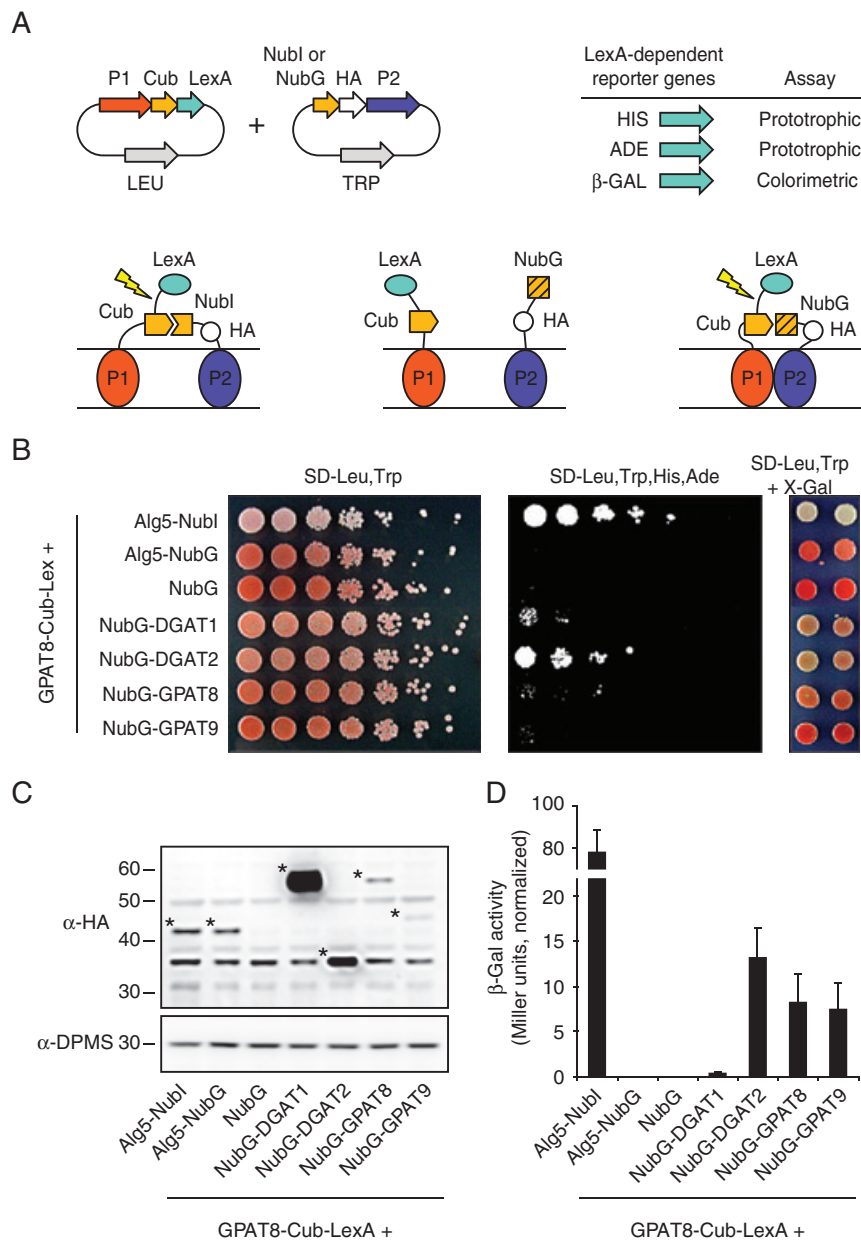 A
NubI or
P1 Cub LexA
NubG HA P2
+
LEU
TRP
LexA-dependent
reporter genes Assay
HIS Prototrophic
ADE Prototrophic
β-GAL Colorimetric
LexA
NubI
Cub
HA
P1 P2
LexA
NubG
Cub
HA
P1 P2
LexA
NubG
Cub
HA
P1 P2
B
SD-Leu,Trp
SD-Leu,Trp,His,Ade
SD-Leu,Trp
+ X-Gal
GPAT8-Cub-Lex +
Alg5-NubI
Alg5-NubG
NubG
NubG-DGAT1
NubG-DGAT2
NubG-GPAT8
NubG-GPAT9
C
α-HA
60
50
40
30
* * * * * *
α-DPMS 30
Alg5-NubI
Alg5-NubG
NubG
NubG-DGAT1
NubG-DGAT2
NubG-GPAT8
NubG-GPAT9
GPAT8-Cub-LexA +
D
β-Gal activity
(Miller units, normalized)
100
80
20
15
10
5
0
Alg5-NubI
Alg5-NubG
NubG
NubG-DGAT1
NubG-DGAT2
NubG-GPAT8
NubG-GPAT9
GPAT8-Cub-LexA +